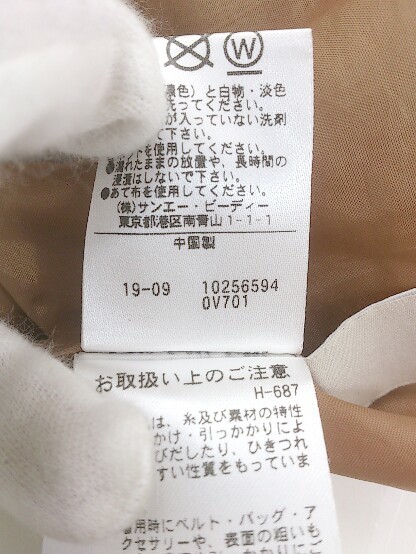 W
濃色）と白物・淡色
洗ってください。
が入っていない洗剤
て下さい。
トを使用してください。
●濡れたままの放置や、長時間の
浸漬はしないで下さい。
●あて布を使用してください。
(株)サンエー・ビーディー
東京都港区南青山1-1-1
中国製
19-09 10256594
0V701
お取扱い上のご注意
H-687
は、糸及び素材の特性
かけ・引っかかりによ
びだしたり、ひきつれ
すい性質をもっていま
着用時にベルト・バッグ・ア
クセサリーや、表面の粗いも